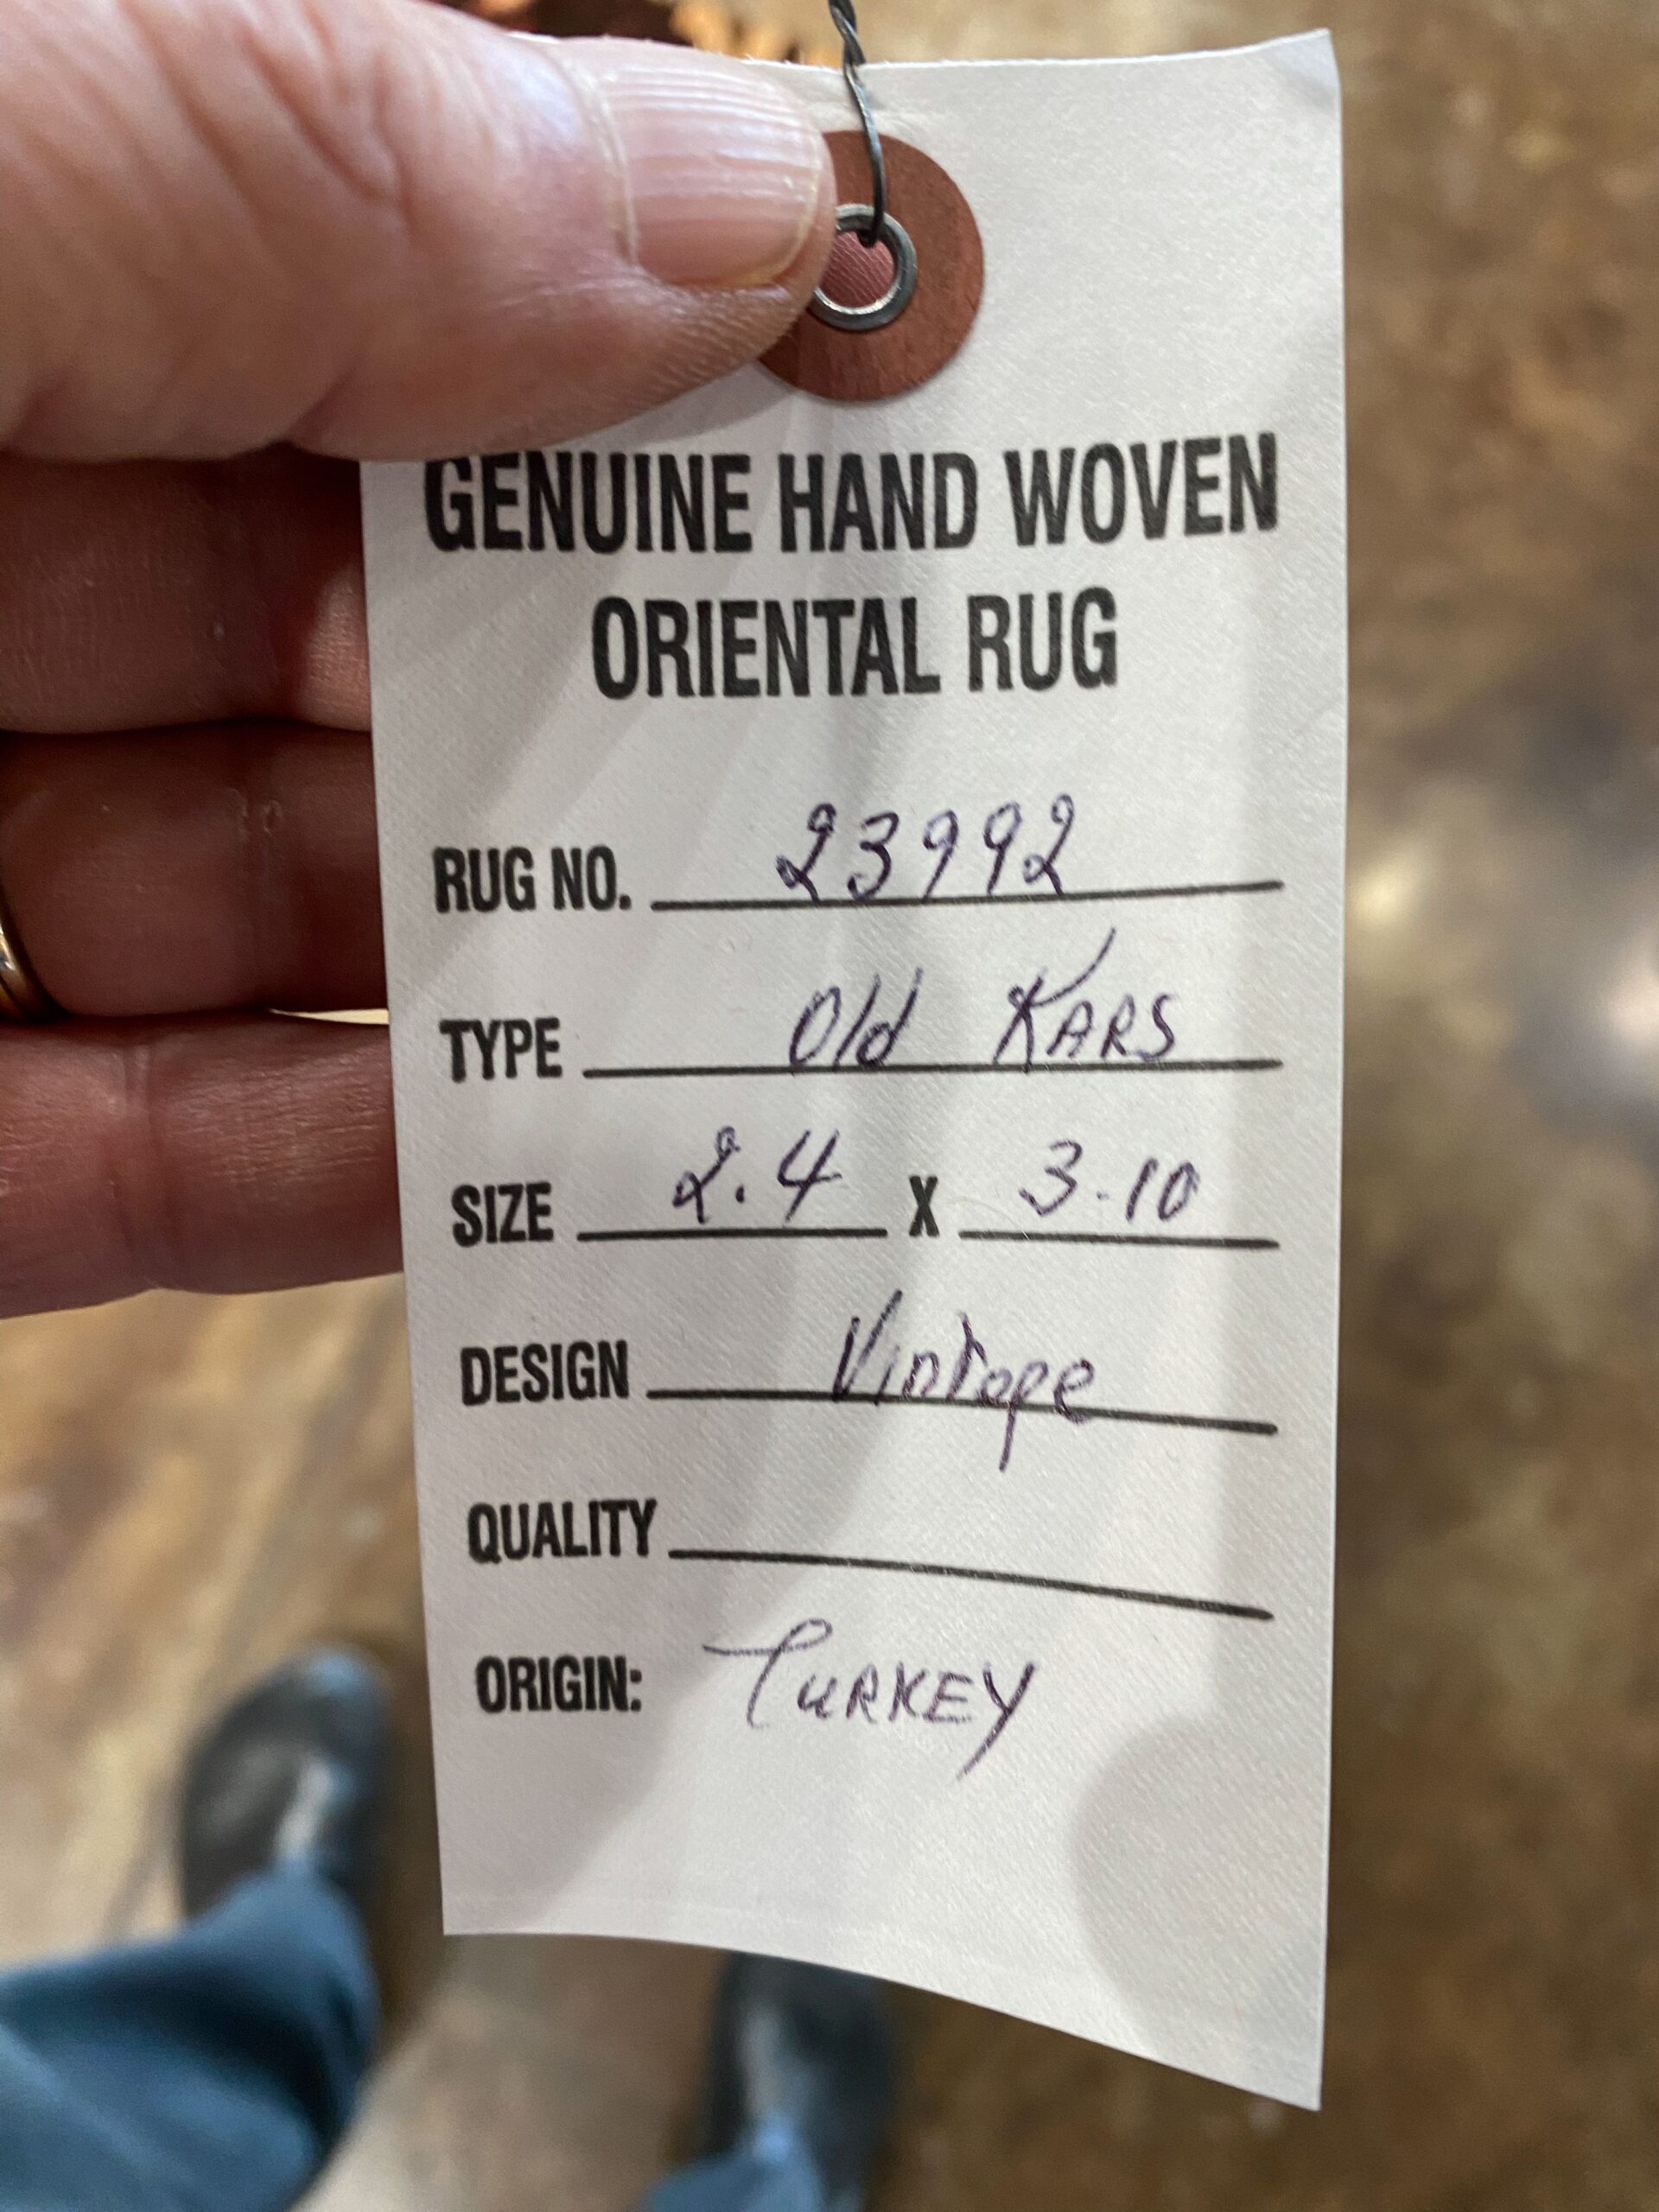 GENUINE HAND WOVEN
ORIENTAL RUG
RUG NO. 23992
TYPE Old KARS
SIZE 2.4 X 3-10
DESIGN Vintage
QUALITY
ORIGIN: TURKEY